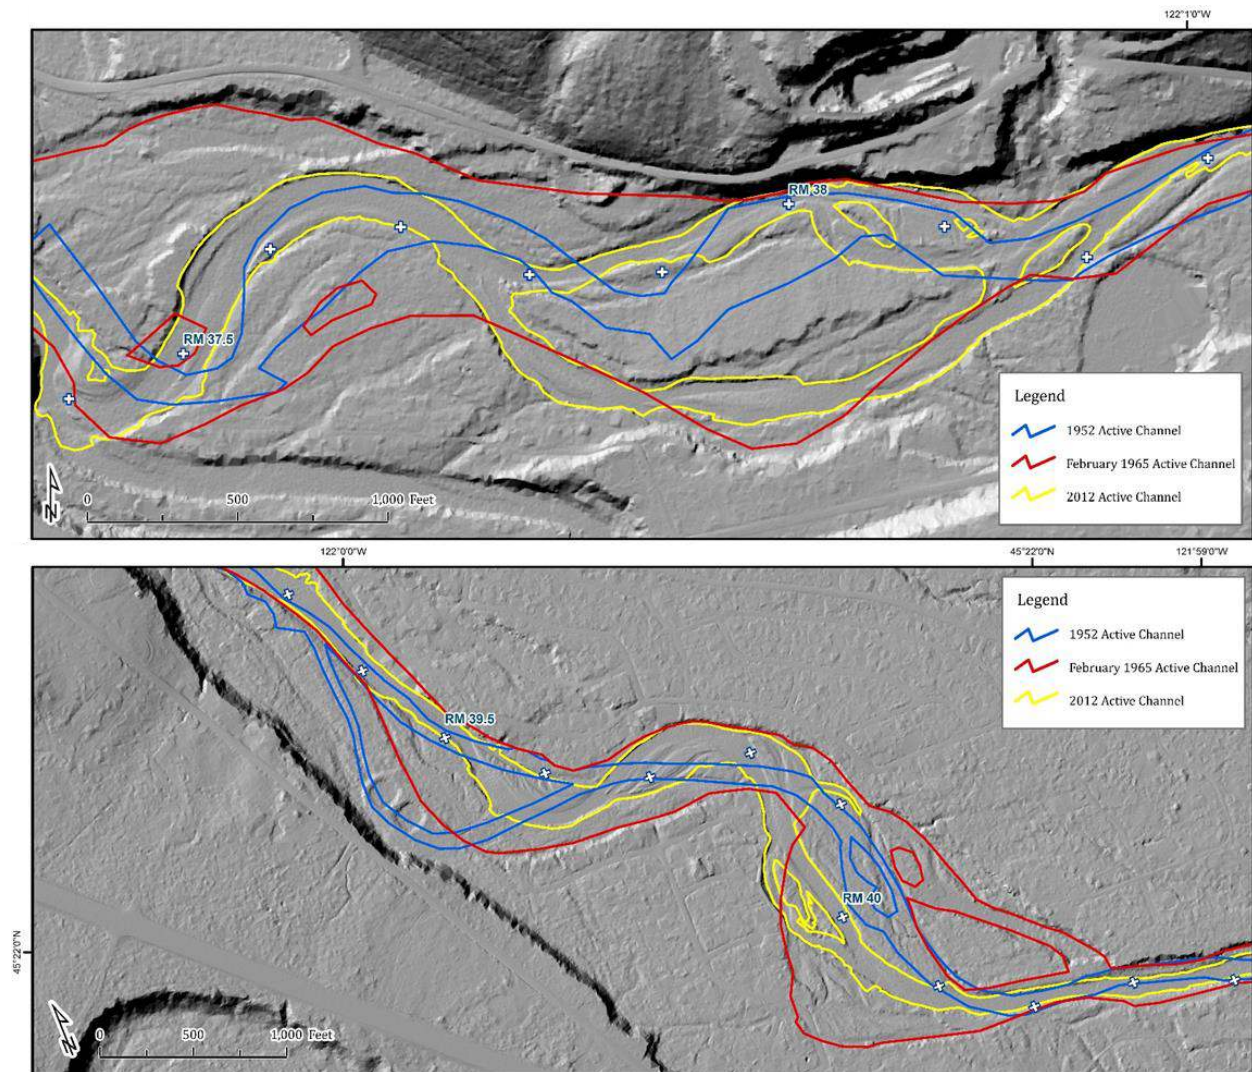 122°1'0"W
RM 38
RM 37.5
Legend
1952 Active Channel
February 1965 Active Channel
2012 Active Channel
N
0 500 1,000 Feet
122°0'0"W 45°22'0"N 121°59'0"W
Legend
1952 Active Channel
February 1965 Active Channel
2012 Active Channel
RM 39.5
RM 40
45°22'0"N
N
0 500 1,000 Feet